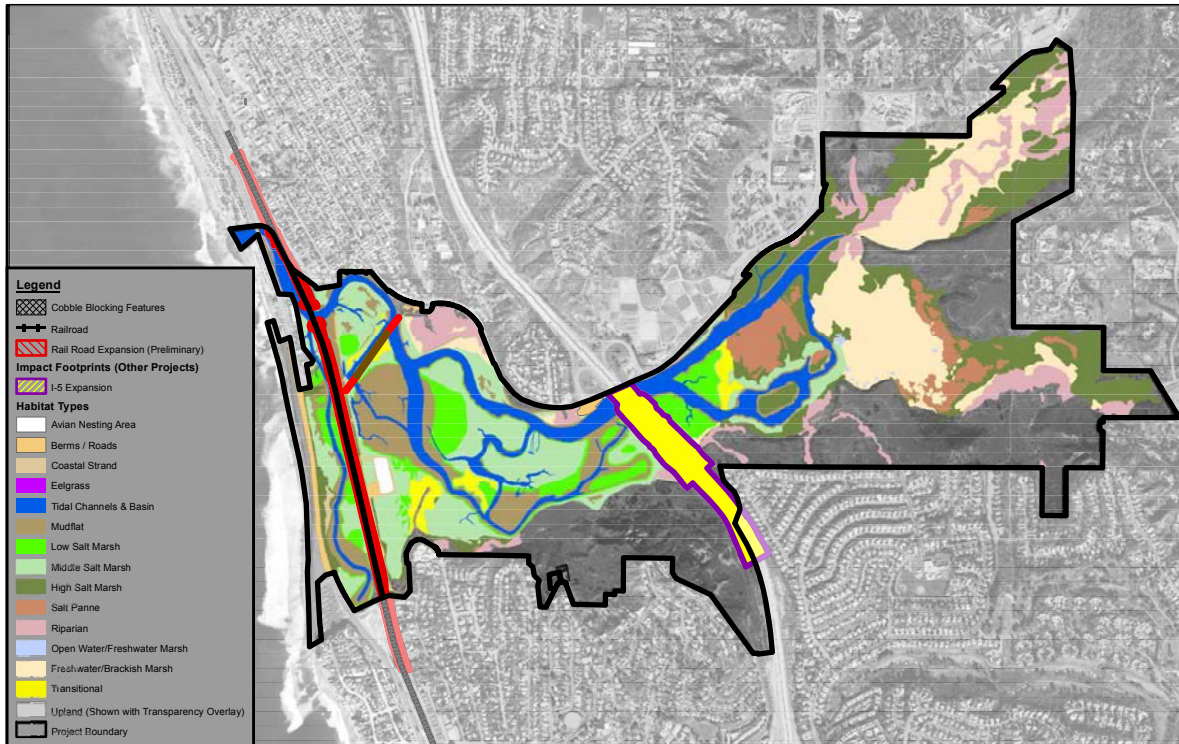 Legend
Cobble Blocking Features
Railroad
Rail Road Expansion (Preliminary)
Impact Footprints (Other Projects)
I-5 Expansion
Habitat Types
Avian Nesting Area
Berms / Roads
Coastal Strand
Eelgrass
Tidal Channels & Basin
Mudflat
Low Salt Marsh
Middle Salt Marsh
High Salt Marsh
Salt Panne
Riparian
Open Water/Freshwater Marsh
Freshwater/Brackish Marsh
Transitional
Upland (Shown with Transparency Overlay)
Project Boundary